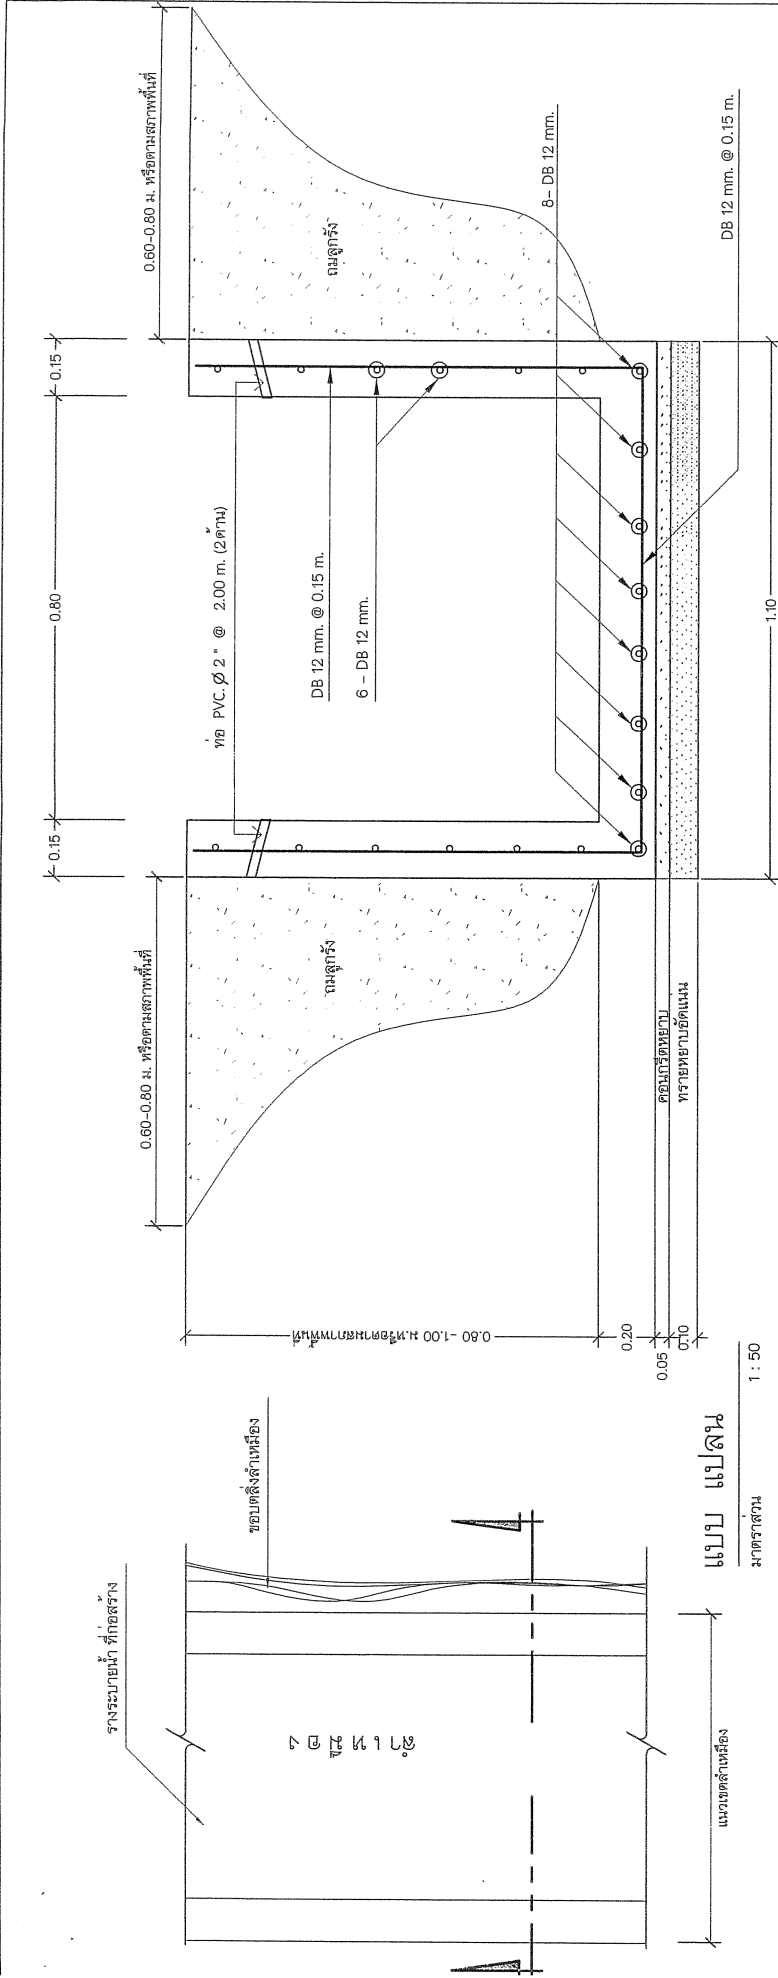 รางระบายน้ำ ที่ก่อสร้าง
ขอบตลิ่งลำเหมือง
ลำเหมือง
แนวเขตลำเหมือง
แบบ แปลน
มาตราส่วน 1 : 50
0.60-0.80 ม. หรือตามสภาพพื้นที่
0.15
0.80
0.15
0.60-0.80 ม. หรือตามสภาพพื้นที่
ท่อ PVC. Ø 2 " @ 2.00 m. (2ด้าน)
ถมลูกรัง
ถมลูกรัง
DB 12 mm. @ 0.15 m.
6 - DB 12 mm.
8- DB 12 mm.
DB 12 mm. @ 0.15 m.
0.80 -1.00 ม.หรือตามสภาพพื้นที่
0.20
0.05
0.10
คอนกรีตหยาบ
ทรายหยาบอัดแน่น
1.10